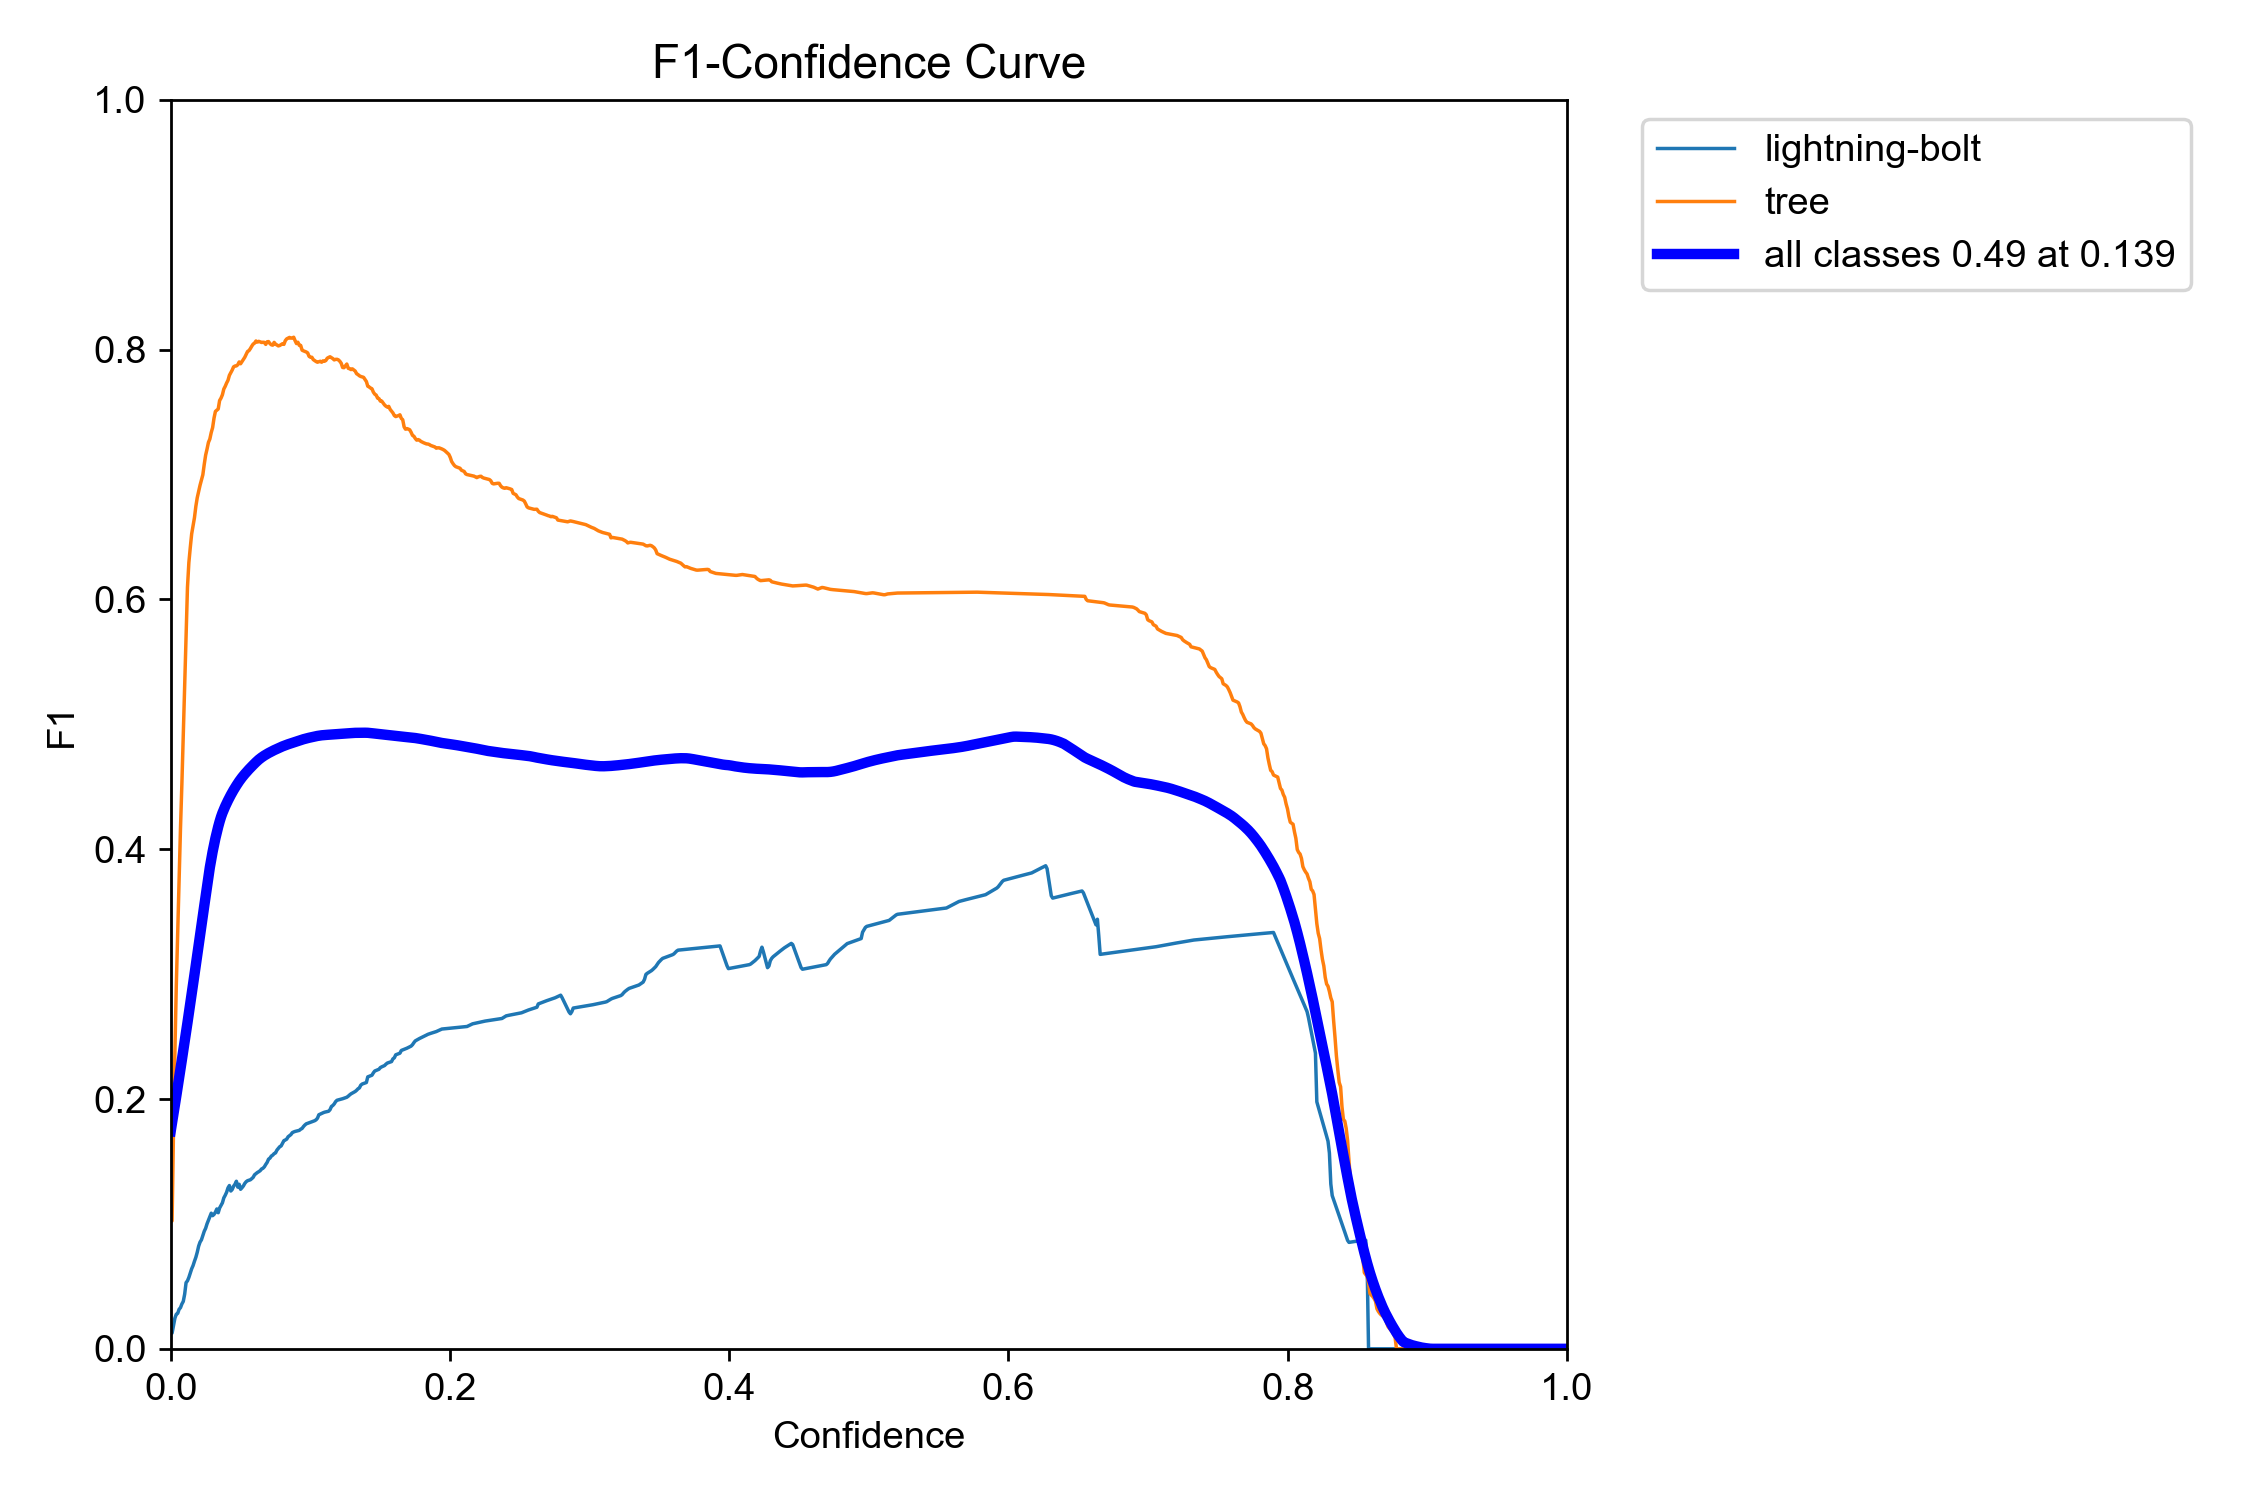 F1-Confidence Curve
1.0
0.8
0.6
0.4
0.2
0.0
F1
0.0 0.2 0.4 0.6 0.8 1.0
Confidence
lightning-bolt
tree
all classes 0.49 at 0.139